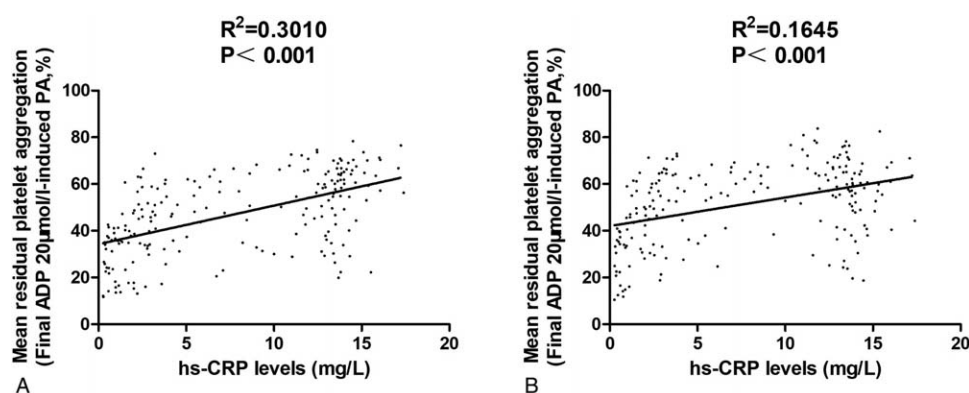 R²=0.3010
P< 0.001
Mean residual platelet aggregation
(Final ADP 20μmol/l-induced PA,%)
100
80
60
40
20
0
0
5
10
15
20
hs-CRP levels (mg/L)
A
R²=0.1645
P< 0.001
Mean residual platelet aggregation
(Final ADP 20μmol/l-induced PA,%)
100
80
60
40
20
0
0
5
10
15
20
hs-CRP levels (mg/L)
B